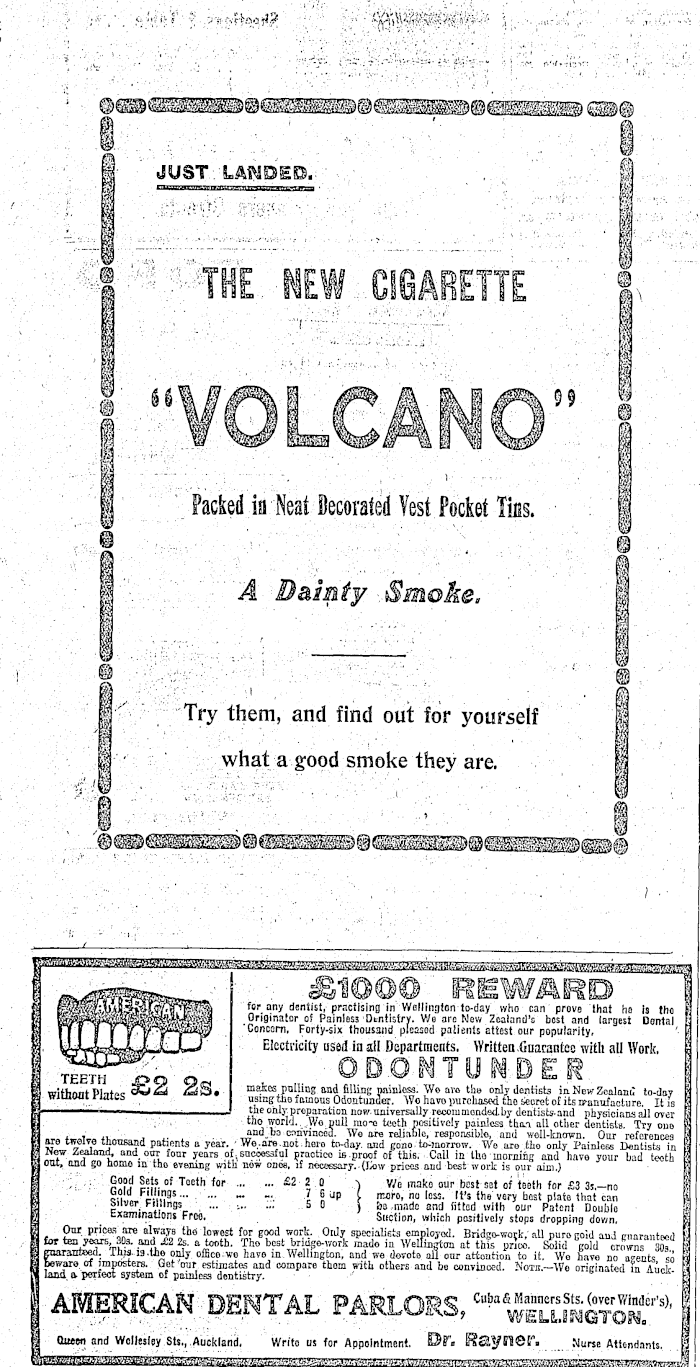 JUST LANDED.
THE NEW CIGARETTE
"VOLCANO"
Packed in Neat Decorated Vest Pocket Tins.
A Dainty Smoke.
Try them, and find out for yourself
what a good smoke they are.
AMERICAN
TEETH
without Plates £2 2s.
£1000 REWARD
for any dentist, practising in Wellington to-day who can prove that he is the
Originator of Painless Dentistry. We are New Zealand's best and largest Dental
Concern, Forty-six thousand pleased patients attest our popularity.
Electricity used in all Departments. Written Guarantee with all Work.
ODONTUNDER
makes pulling and filling painless. We are the only dentists in New Zealand to-day
using the famous Odontunder. We have purchased the secret of its manufacture. It is
the only preparation now universally recommended by dentists and physicians all over
the world. We pull more teeth positively painless than all other dentists. Try one
and be convinced. We are reliable, responsible, and well-known. Our references
are twelve thousand patients a year. We are not here to-day and gone to-morrow. We are the only Painless Dentists in
New Zealand, and our four years of successful practice is proof of this. Call in the morning and have your bad teeth
out, and go home in the evening with new ones, if necessary. (Low prices and best work is our aim.)
Good Sets of Teeth for ... ... £2 2 0
Gold Fillings ... ... ... ... 7 6 up
Silver Fillings ... ... ... 5 0
Examinations Free.
We make our best set of teeth for £3 3s.—no
more, no less. It's the very best plate that can
be made and fitted with our Patent Double
Suction, which positively stops dropping down.
Our prices are always the lowest for good work. Only specialists employed. Bridge-work, all pure gold and guaranteed
for ten years, 30s. and £2 2s. a tooth. The best bridge-work made in Wellington at this price. Solid gold crowns 30s.,
guaranteed. This is the only office we have in Wellington, and we devote all our attention to it. We have no agents, so
beware of imposters. Get our estimates and compare them with others and be convinced. NOTE.—We originated in Auck-
land a perfect system of painless dentistry.
AMERICAN DENTAL PARLORS, Cuba & Manners Sts. (over Winder's),
WELLINGTON.
Queen and Wellesley Sts., Auckland. Write us for Appointment. Dr. Rayner. Nurse Attendants.